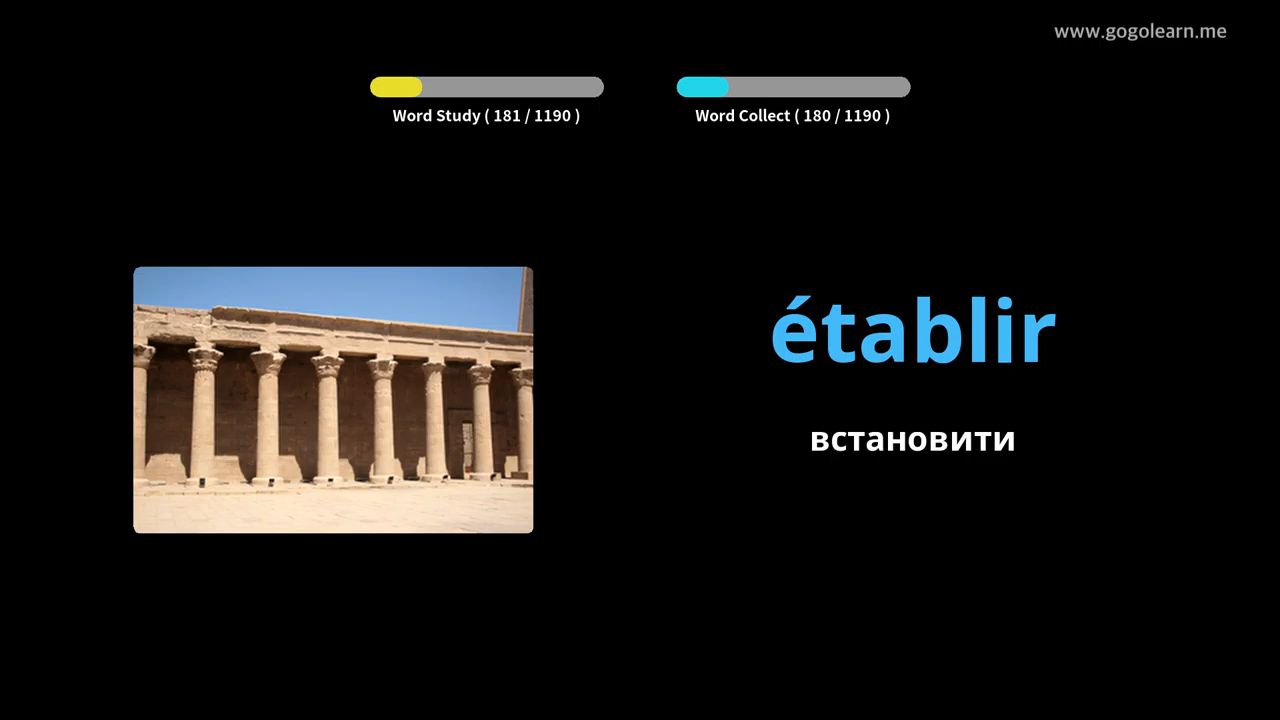 www.gogolearn.me
Word Study ( 181 / 1190 )
Word Collect ( 180 / 1190 )
établir
встановити